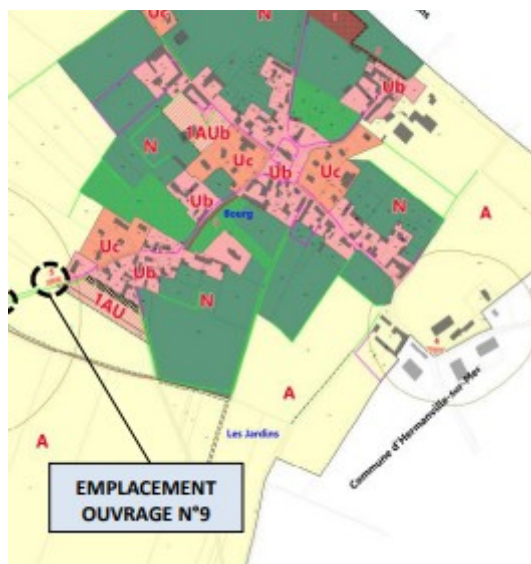 Uc
N
Ub
1AUb
N
Uc
Ub
Uc
Ub
Bourg
N
A
Uc
Ub
1AU
N
A
Commune d'Hermanville-sur-Mer
Les Jardins
A
EMPLACEMENT
OUVRAGE N°9